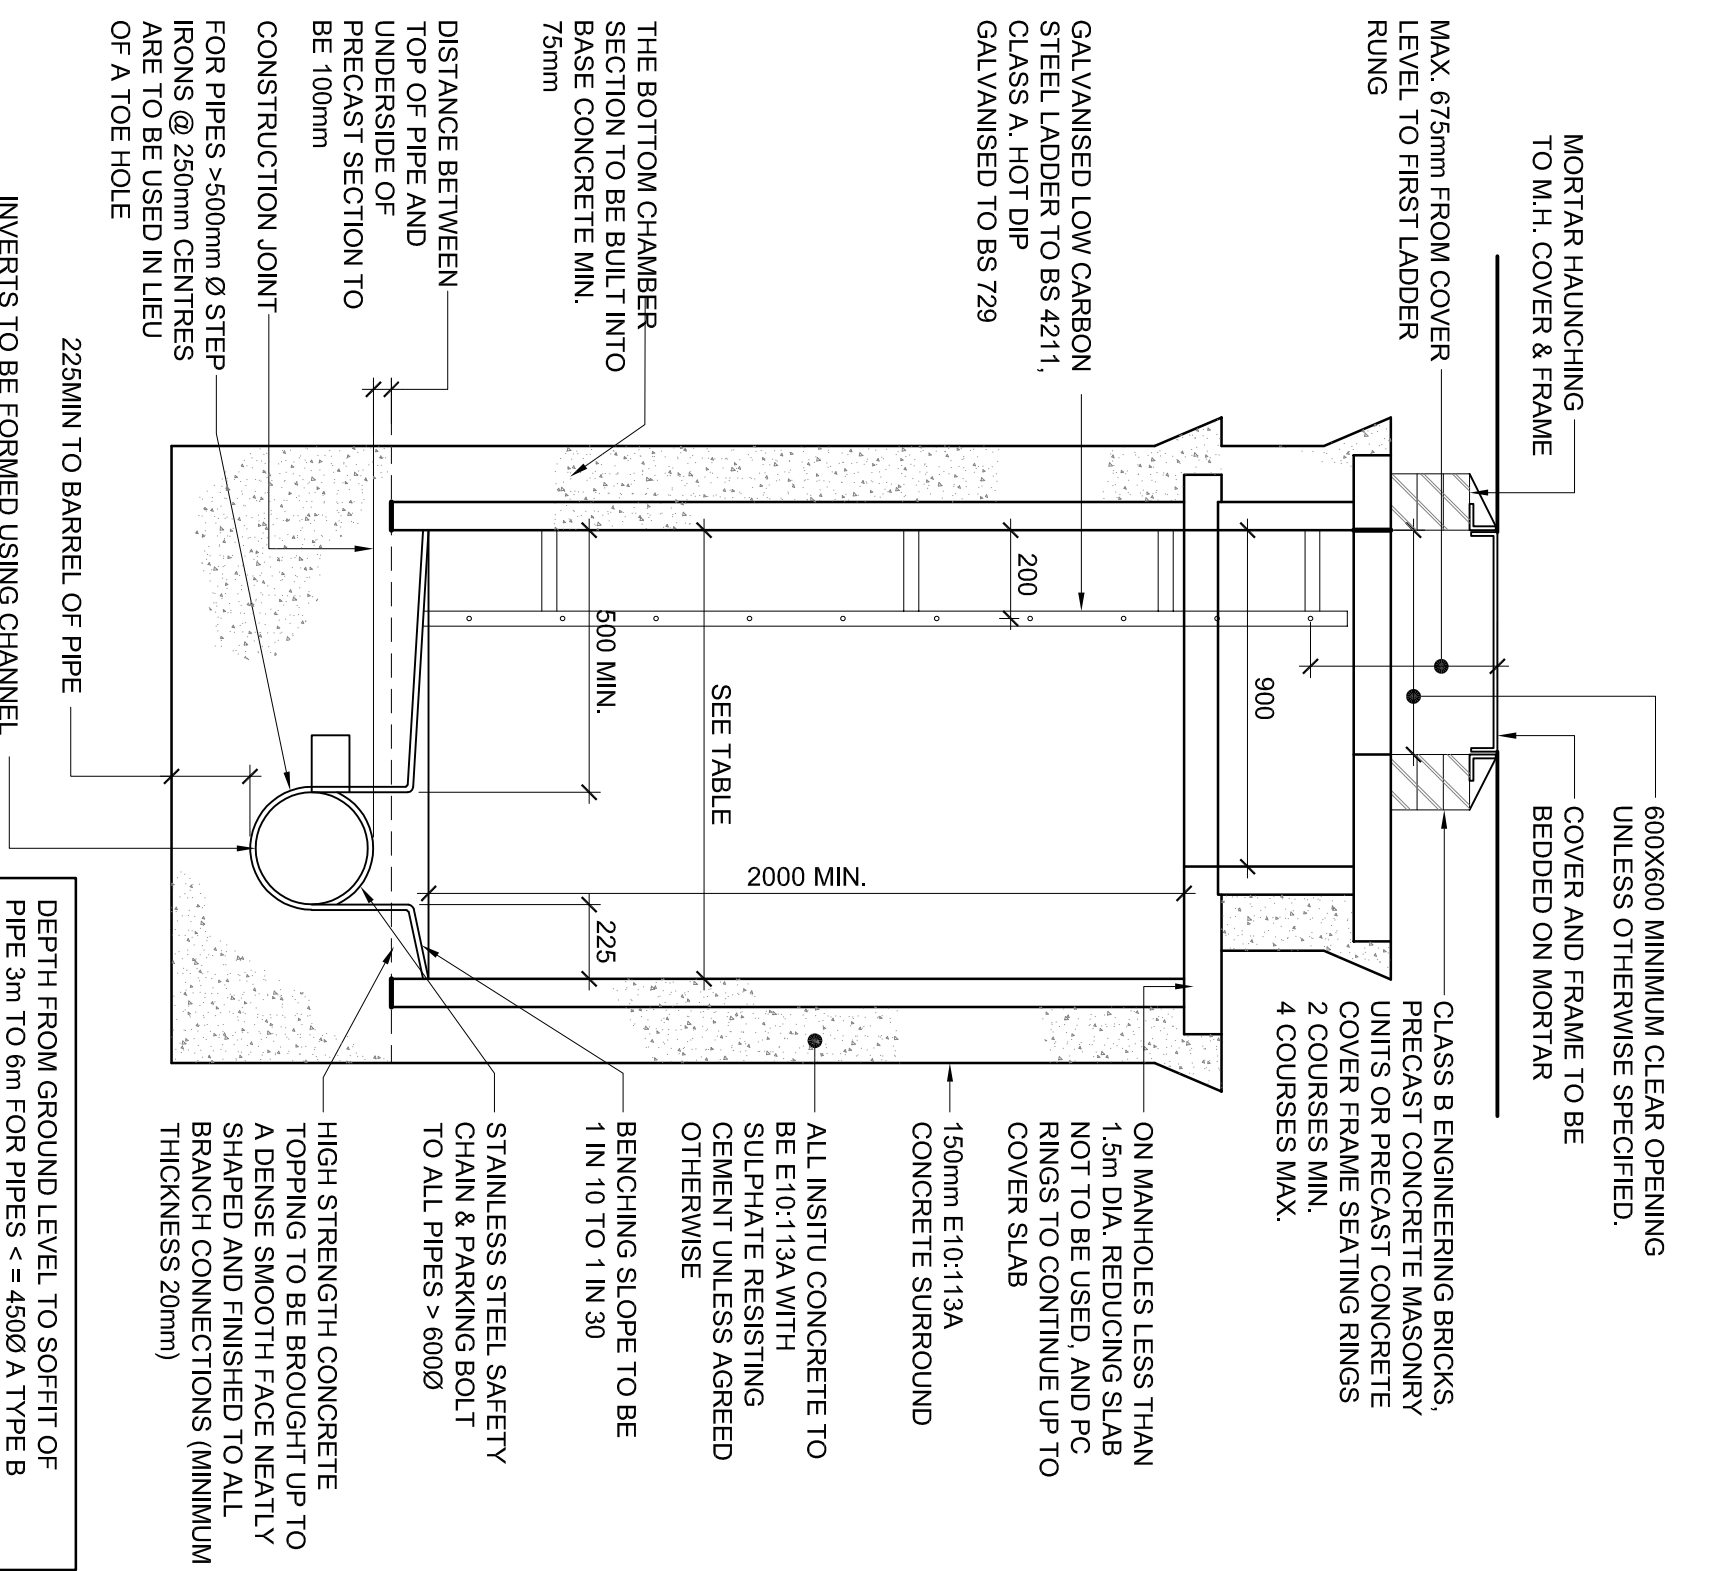 MORTAR HAUNCHING
TO M.H. COVER & FRAME
MAX. 675mm FROM COVER
LEVEL TO FIRST LADDER
RUNG
GALVANISED LOW CARBON
STEEL LADDER TO BS 4211,
CLASS A. HOT DIP
GALVANISED TO BS 729
THE BOTTOM CHAMBER
SECTION TO BE BUILT INTO
BASE CONCRETE MIN.
75mm
DISTANCE BETWEEN
TOP OF PIPE AND
UNDERSIDE OF
PRECAST SECTION TO
BE 100mm
CONSTRUCTION JOINT
FOR PIPES >500mm Ø STEP
IRONS @ 250mm CENTRES
ARE TO BE USED IN LIEU
OF A TOE HOLE
225MIN TO BARREL OF PIPE
INVERTS TO BE FORMED USING CHANNEL
900
200
SEE TABLE
2000 MIN.
500 MIN.
225
600X600 MINIMUM CLEAR OPENING
UNLESS OTHERWISE SPECIFIED.
COVER AND FRAME TO BE
BEDDED ON MORTAR
CLASS B ENGINEERING BRICKS,
PRECAST CONCRETE MASONRY
UNITS OR PRECAST CONCRETE
COVER FRAME SEATING RINGS
2 COURSES MIN.
4 COURSES MAX.
ON MANHOLES LESS THAN
1.5m DIA. REDUCING SLAB
NOT TO BE USED, AND PC
RINGS TO CONTINUE UP TO
COVER SLAB
150mm E10:113A
CONCRETE SURROUND
ALL INSITU CONCRETE TO
BE E10:113A WITH
SULPHATE RESISTING
CEMENT UNLESS AGREED
OTHERWISE
BENCHING SLOPE TO BE
1 IN 10 TO 1 IN 30
STAINLESS STEEL SAFETY
CHAIN & PARKING BOLT
TO ALL PIPES > 600Ø
HIGH STRENGTH CONCRETE
TOPPING TO BE BROUGHT UP TO
A DENSE SMOOTH FACE NEATLY
SHAPED AND FINISHED TO ALL
BRANCH CONNECTIONS (MINIMUM
THICKNESS 20mm)
DEPTH FROM GROUND LEVEL TO SOFFIT OF
PIPE 3m TO 6m FOR PIPES < = 450Ø A TYPE B